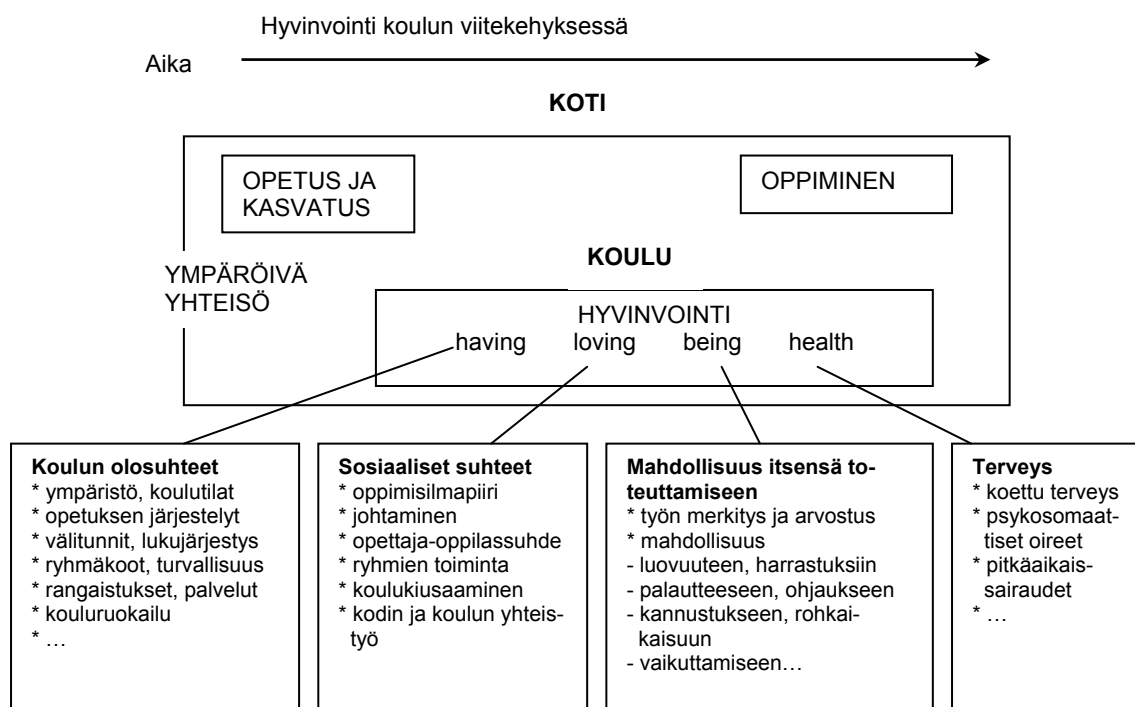 Hyvinvointi koulun viitekehyksessä
Aika
KOTI
OPETUS JA
KASVATUS
OPPIMINEN
YMPÄRÖIVÄ
YHTEISÖ
KOULU
HYVINVOINTI
having loving being health
Koulun olosuhteet
* ympäristö, koulutilat
* opetuksen järjestelyt
* välitunnit, lukujärjestys
* ryhmäkoot, turvallisuus
* rangaistukset, palvelut
* kouluruokailu
* …
Sosiaaliset suhteet
* oppimisilmapiiri
* johtaminen
* opettaja-oppilassuhde
* ryhmien toiminta
* koulukiusaaminen
* kodin ja koulun yhteis-
työ
Mahdollisuus itsensä to-
teuttamiseen
* työn merkitys ja arvostus
* mahdollisuus
- luovuuteen, harrastuksiin
- palautteeseen, ohjaukseen
- kannustukseen, rohkai-
kaisuun
- vaikuttamiseen…
Terveys
* koettu terveys
* psykosomaat-
tiset oireet
* pitkäaikais-
sairaudet
* …